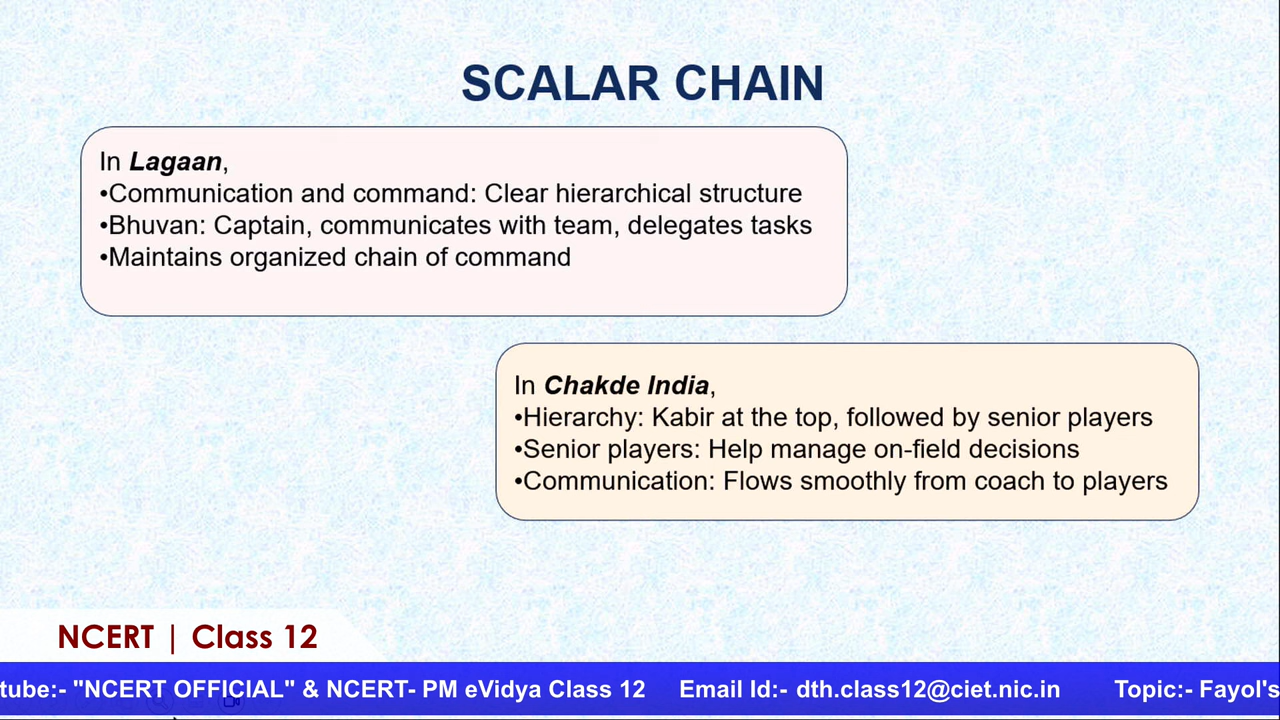 SCALAR CHAIN
In Lagaan,
•Communication and command: Clear hierarchical structure
•Bhuvan: Captain, communicates with team, delegates tasks
•Maintains organized chain of command
In Chakde India,
•Hierarchy: Kabir at the top, followed by senior players
•Senior players: Help manage on-field decisions
•Communication: Flows smoothly from coach to players
NCERT | Class 12
tube:- "NCERT OFFICIAL" & NCERT- PM eVidya Class 12 Email Id:- dth.class12@ciet.nic.in Topic:- Fayol's